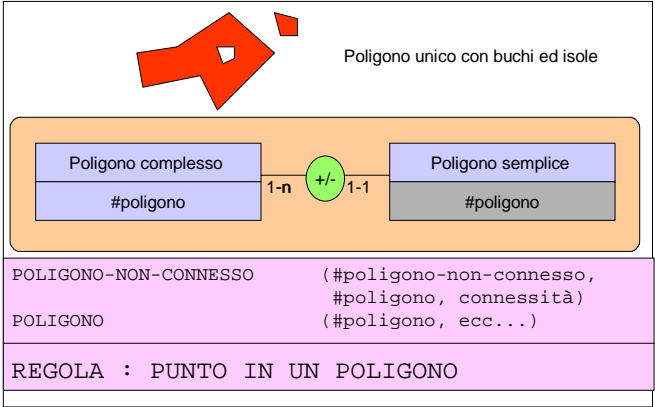 Poligono unico con buchi ed isole
Poligono complesso
#poligono
1-n
+/-
1-1
Poligono semplice
#poligono
POLIGONO-NON-CONNESSO (#poligono-non-connesso,
#poligono, connessità)
POLIGONO (#poligono, ecc...)
REGOLA : PUNTO IN UN POLIGONO